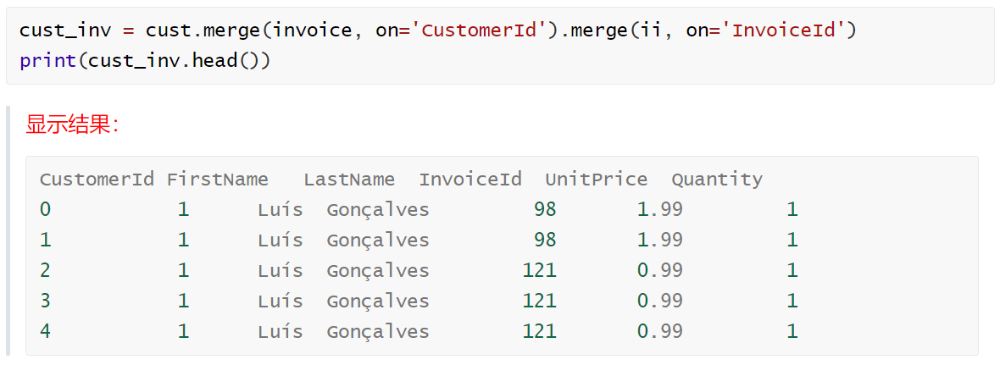 cust_inv = cust.merge(invoice, on='CustomerId').merge(ii, on='InvoiceId')
print(cust_inv.head())
显示结果：
CustomerId FirstName   LastName  InvoiceId  UnitPrice  Quantity
0           1      Luís  Gonçalves         98       1.99         1
1           1      Luís  Gonçalves         98       1.99         1
2           1      Luís  Gonçalves        121       0.99         1
3           1      Luís  Gonçalves        121       0.99         1
4           1      Luís  Gonçalves        121       0.99         1